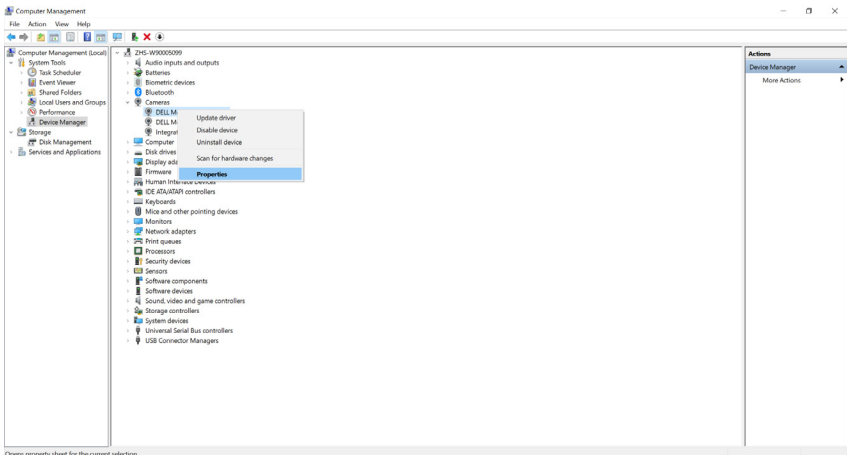 Computer Management
File Action View Help
Computer Management (Local)
System Tools
Task Scheduler
Event Viewer
Shared Folders
Local Users and Groups
Performance
Device Manager
Storage
Disk Management
Services and Applications
ZHS-W90005099
Audio inputs and outputs
Batteries
Biometric devices
Bluetooth
Cameras
DELL M
DELL M
Integrat
Computer
Disk drives
Display ada
Firmware
Human Interface Devices
IDE ATA/ATAPI controllers
Keyboards
Mice and other pointing devices
Monitors
Network adapters
Print queues
Processors
Security devices
Sensors
Software components
Software devices
Sound, video and game controllers
Storage controllers
System devices
Universal Serial Bus controllers
USB Connector Managers
Update driver
Disable device
Uninstall device
Scan for hardware changes
Properties
Actions
Device Manager
More Actions
Opens property sheet for the current selection.